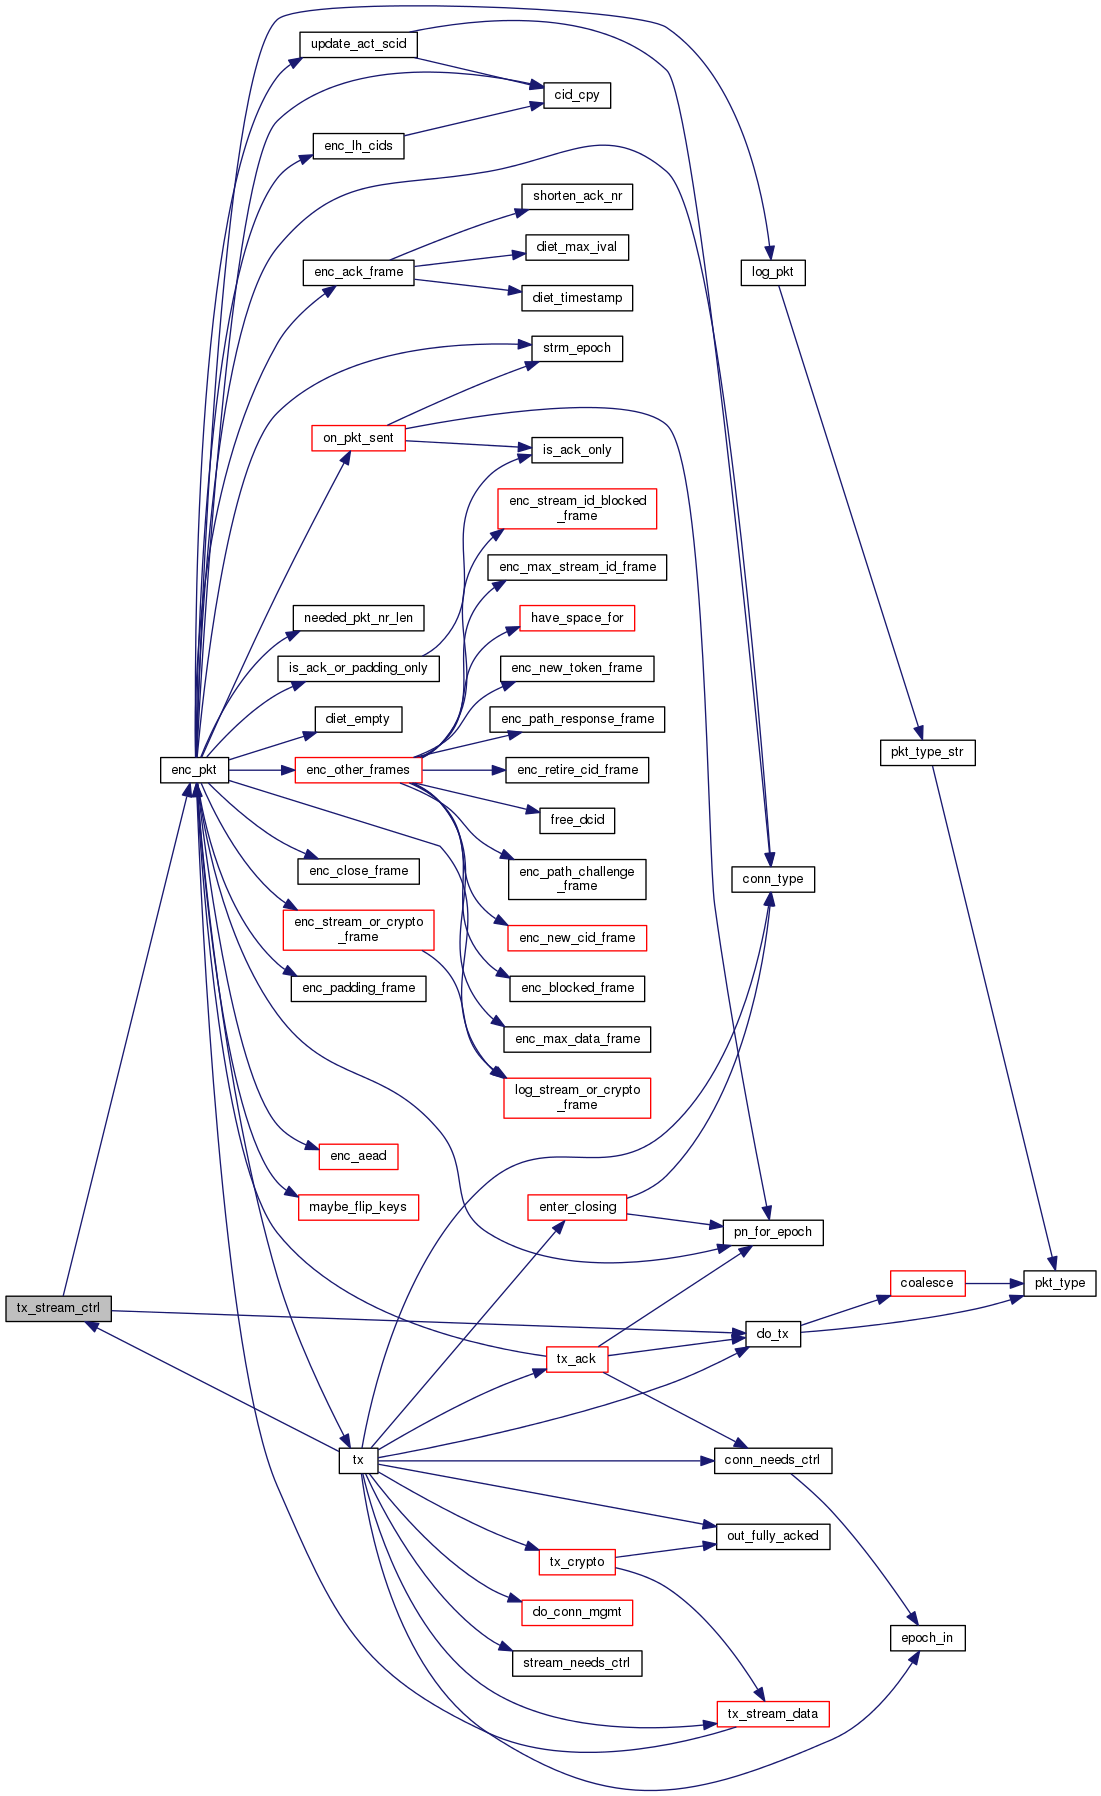 update_act_scid
cid_cpy
enc_lh_cids
shorten_ack_nr
diet_max_ival
enc_ack_frame
log_pkt
diet_timestamp
strm_epoch
on_pkt_sent
is_ack_only
enc_stream_id_blocked
_frame
enc_max_stream_id_frame
needed_pkt_nr_len
have_space_for
is_ack_or_padding_only
enc_new_token_frame
diet_empty
enc_path_response_frame
pkt_type_str
enc_pkt
enc_other_frames
enc_retire_cid_frame
free_dcid
enc_close_frame
enc_path_challenge
_frame
conn_type
enc_stream_or_crypto
_frame
enc_new_cid_frame
enc_padding_frame
enc_blocked_frame
enc_max_data_frame
log_stream_or_crypto
_frame
enc_aead
maybe_flip_keys
enter_closing
pn_for_epoch
coalesce
pkt_type
tx_stream_ctrl
do_tx
tx_ack
tx
conn_needs_ctrl
out_fully_acked
tx_crypto
do_conn_mgmt
epoch_in
stream_needs_ctrl
tx_stream_data